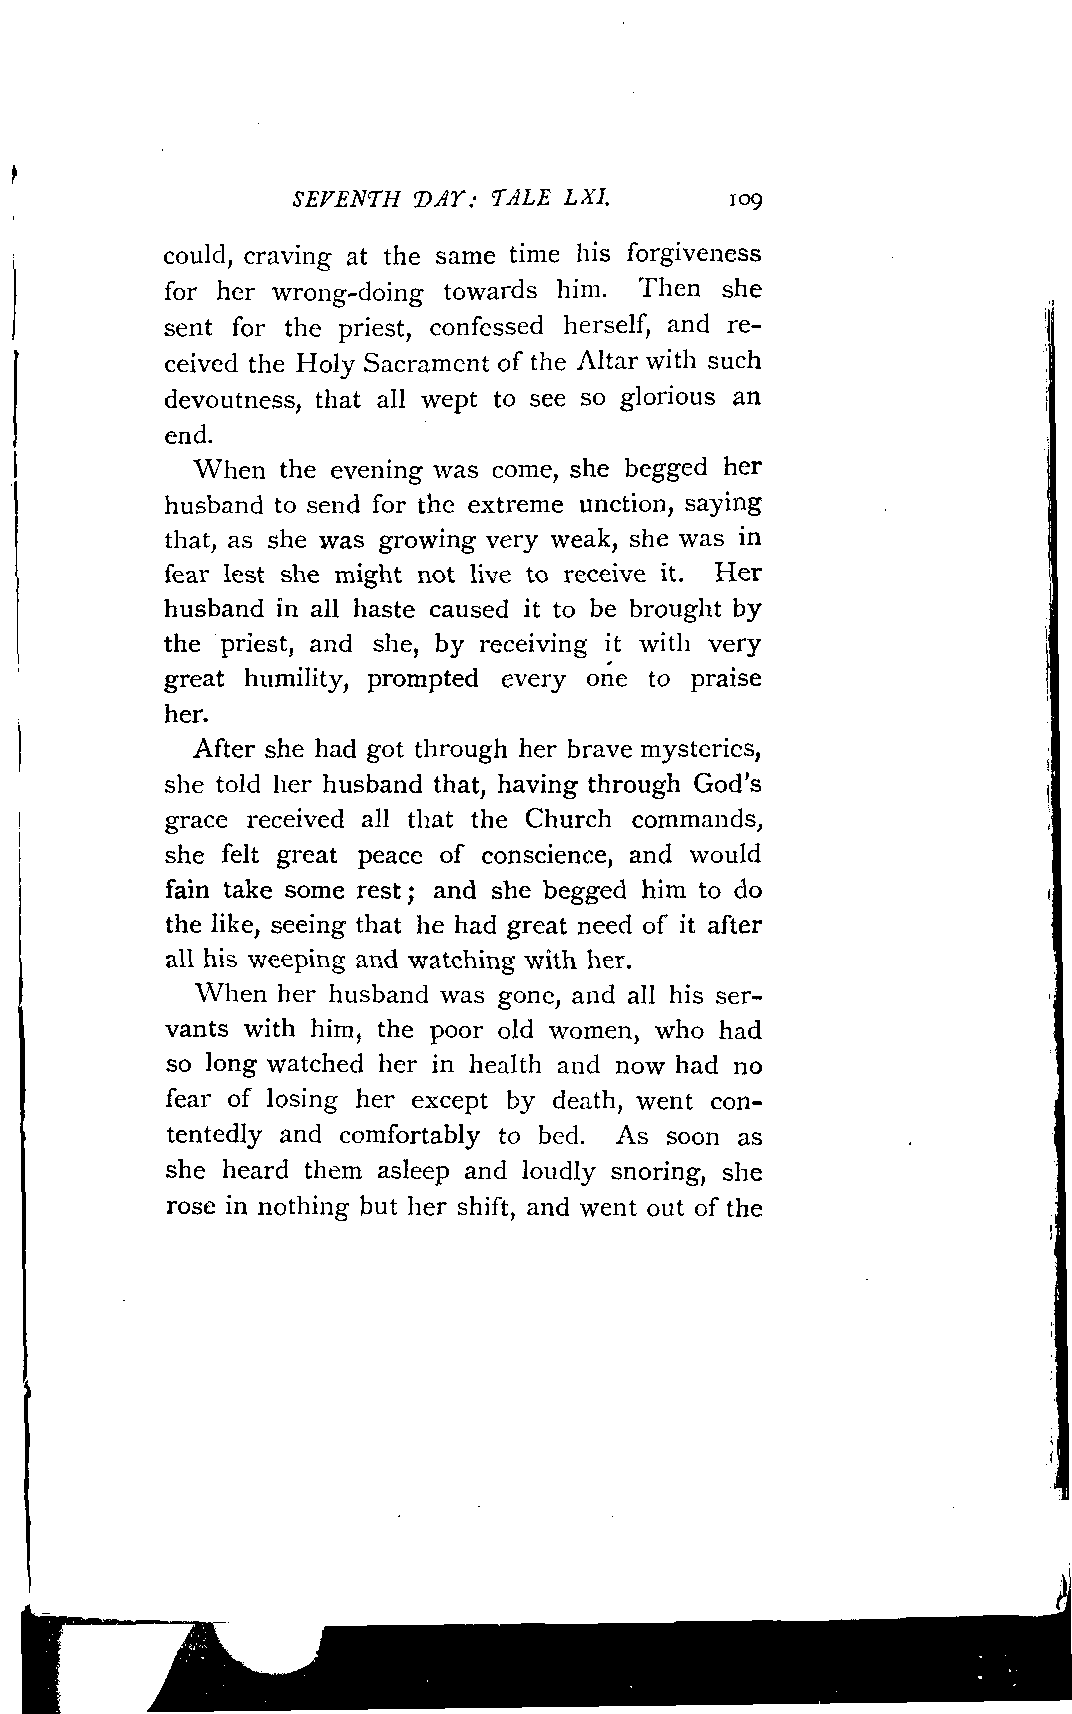 SEVENTH DAY: TALE LXI. 109
could, craving at the same time his forgiveness
for her wrong-doing towards him. Then she
sent for the priest, confessed herself, and re-
ceived the Holy Sacrament of the Altar with such
devoutness, that all wept to see so glorious an
end.
When the evening was come, she begged her
husband to send for the extreme unction, saying
that, as she was growing very weak, she was in
fear lest she might not live to receive it. Her
husband in all haste caused it to be brought by
the priest, and she, by receiving it with very
great humility, prompted every one to praise
her.
After she had got through her brave mysteries,
she told her husband that, having through God's
grace received all that the Church commands,
she felt great peace of conscience, and would
fain take some rest; and she begged him to do
the like, seeing that he had great need of it after
all his weeping and watching with her.
When her husband was gone, and all his ser-
vants with him, the poor old women, who had
so long watched her in health and now had no
fear of losing her except by death, went con-
tentedly and comfortably to bed. As soon as
she heard them asleep and loudly snoring, she
rose in nothing but her shift, and went out of the